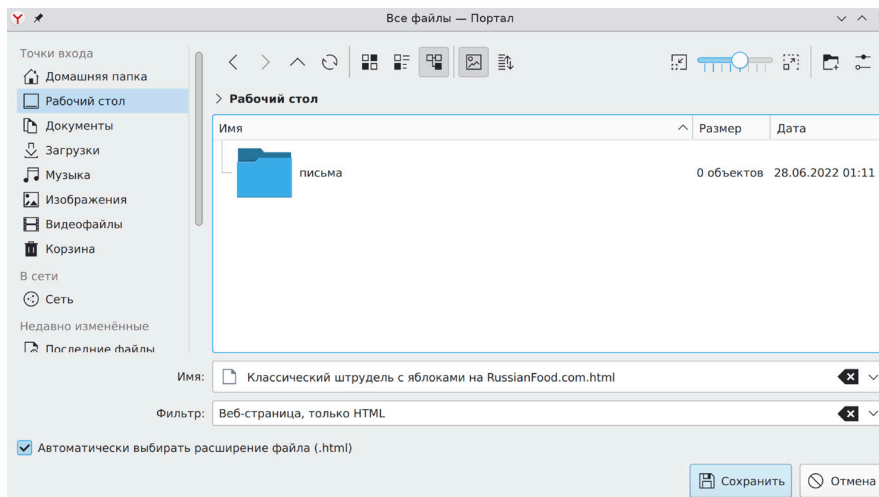 Все файлы — Портал
Точки входа
Домашняя папка
Рабочий стол
Документы
Загрузки
Музыка
Изображения
Видеофайлы
Корзина
В сети
Сеть
Недавно изменённые
Последние файлы
> Рабочий стол
Имя Размер Дата
письма 0 объектов 28.06.2022 01:11
Имя: Классический штрудель с яблоками на RussianFood.com.html
Фильтр: Веб-страница, только HTML
Автоматически выбирать расширение файла (.html)
Сохранить Отмена